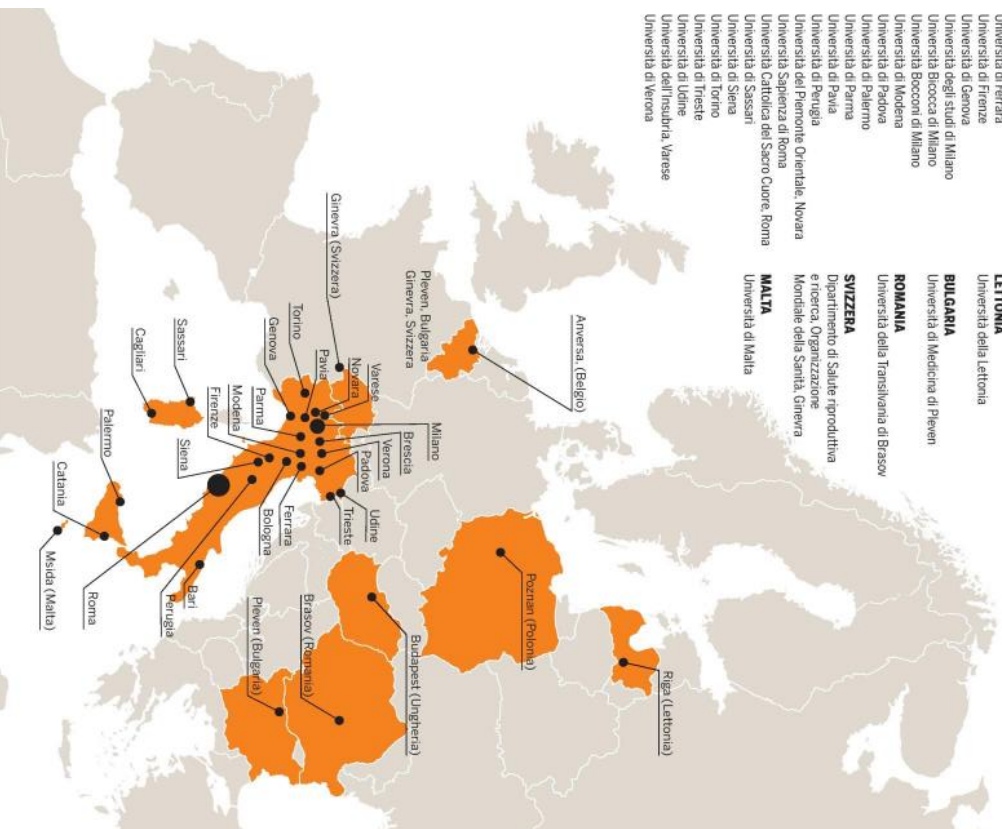 Università di Ferrara
Università di Firenze
Università di Genova
Università degli studi di Milano
Università Bicocca di Milano
Università Bocconi di Milano
Università di Modena
Università di Padova
Università di Palermo
Università di Parma
Università di Pavia
Università di Perugia
Università del Piemonte Orientale, Novara
Università Sapienza di Roma
Università Cattolica del Sacro Cuore, Roma
Università di Sassari
Università di Siena
Università di Torino
Università di Trieste
Università di Udine
Università dell'Insubria, Varese
Università di Verona
LETTONIA
Università della Lettonia
BULGARIA
Università di Medicina di Pleven
ROMANIA
Università della Transilvania di Brasov
SVIZZERA
Dipartimento di Salute riproduttiva
e ricerca, Organizzazione
Mondiale della Sanità, Ginevra
MALTA
Università di Malta
Riga (Lettonia)
Anversa (Belgio)
Poznan (Polonia)
Pleven, Bulgaria
Ginevra, Svizzera
Budapest (Ungheria)
Ginevra (Svizzera)
Varese
Novara
Pavia
Torino
Genova
Milano
Brescia
Verona
Padova
Udine
Trieste
Ferrara
Bologna
Parma
Modena
Firenze
Siena
Brasov (Romania)
Pleven (Bulgaria)
Sassari
Cagliari
Bari
Perugia
Roma
Palermo
Catania
Msida (Malta)